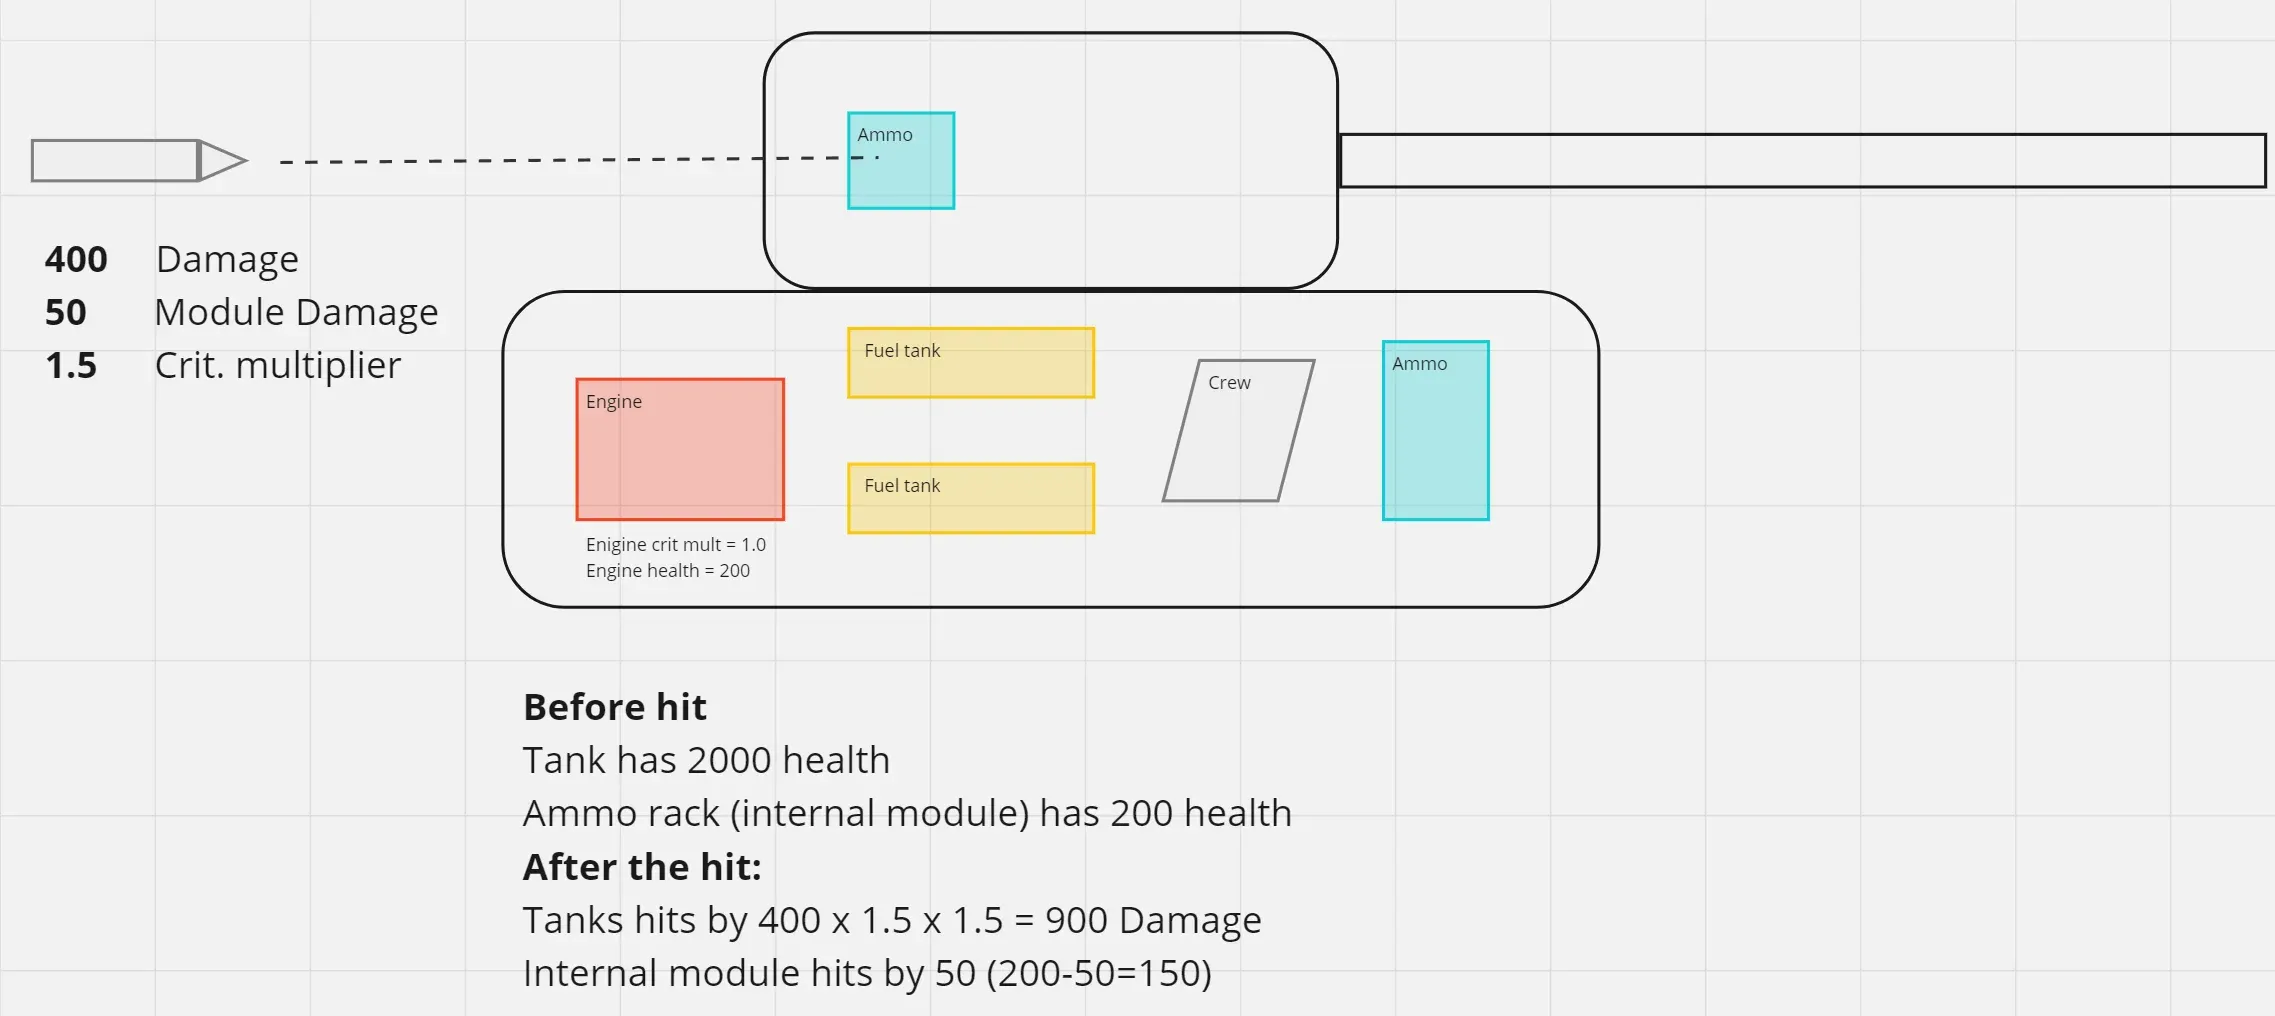 Ammo
400 Damage
50 Module Damage
1.5 Crit. multiplier
Fuel tank
Ammo
Crew
Engine
Fuel tank
Enigine crit mult = 1.0
Engine health = 200
Before hit
Tank has 2000 health
Ammo rack (internal module) has 200 health
After the hit:
Tanks hits by 400 x 1.5 x 1.5 = 900 Damage
Internal module hits by 50 (200-50=150)